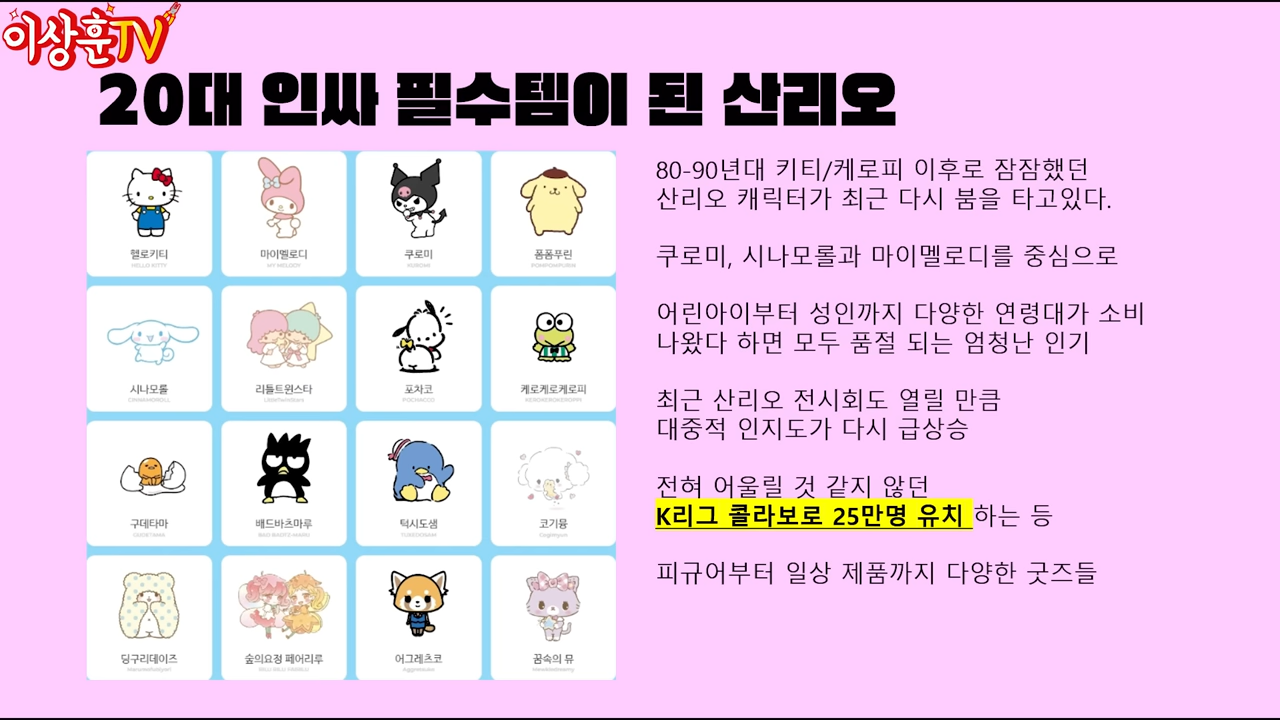 이상훈TV
20대 인싸 필수템이 된 산리오
헬로키티
HELLO KITTY
마이멜로디
MY MELODY
쿠로미
KUROMI
폼폼푸린
POMPOMPURIN
시나모롤
CINNAMOROLL
리틀트윈스타
LittleTwinStars
포차코
POCHACCO
케로케로케로피
KEROKEROKEROPPI
구데타마
GUDETAMA
배드바츠마루
BAD BADTZ-MARU
턱시도샘
TUXEDOSAM
코기뮹
Cogimyun
딩구리데이즈
숲의요정 페어리루
어그레츠코
Aggretsuko
꿈속의 뮤
80-90년대 키티/케로피 이후로 잠잠했던
산리오 캐릭터가 최근 다시 붐을 타고있다.
쿠로미, 시나모롤과 마이멜로디를 중심으로
어린아이부터 성인까지 다양한 연령대가 소비
나왔다 하면 모두 품절 되는 엄청난 인기
최근 산리오 전시회도 열릴 만큼
대중적 인지도가 다시 급상승
전혀 어울릴 것 같지 않던
K리그 콜라보로 25만명 유치 하는 등
피규어부터 일상 제품까지 다양한 굿즈들